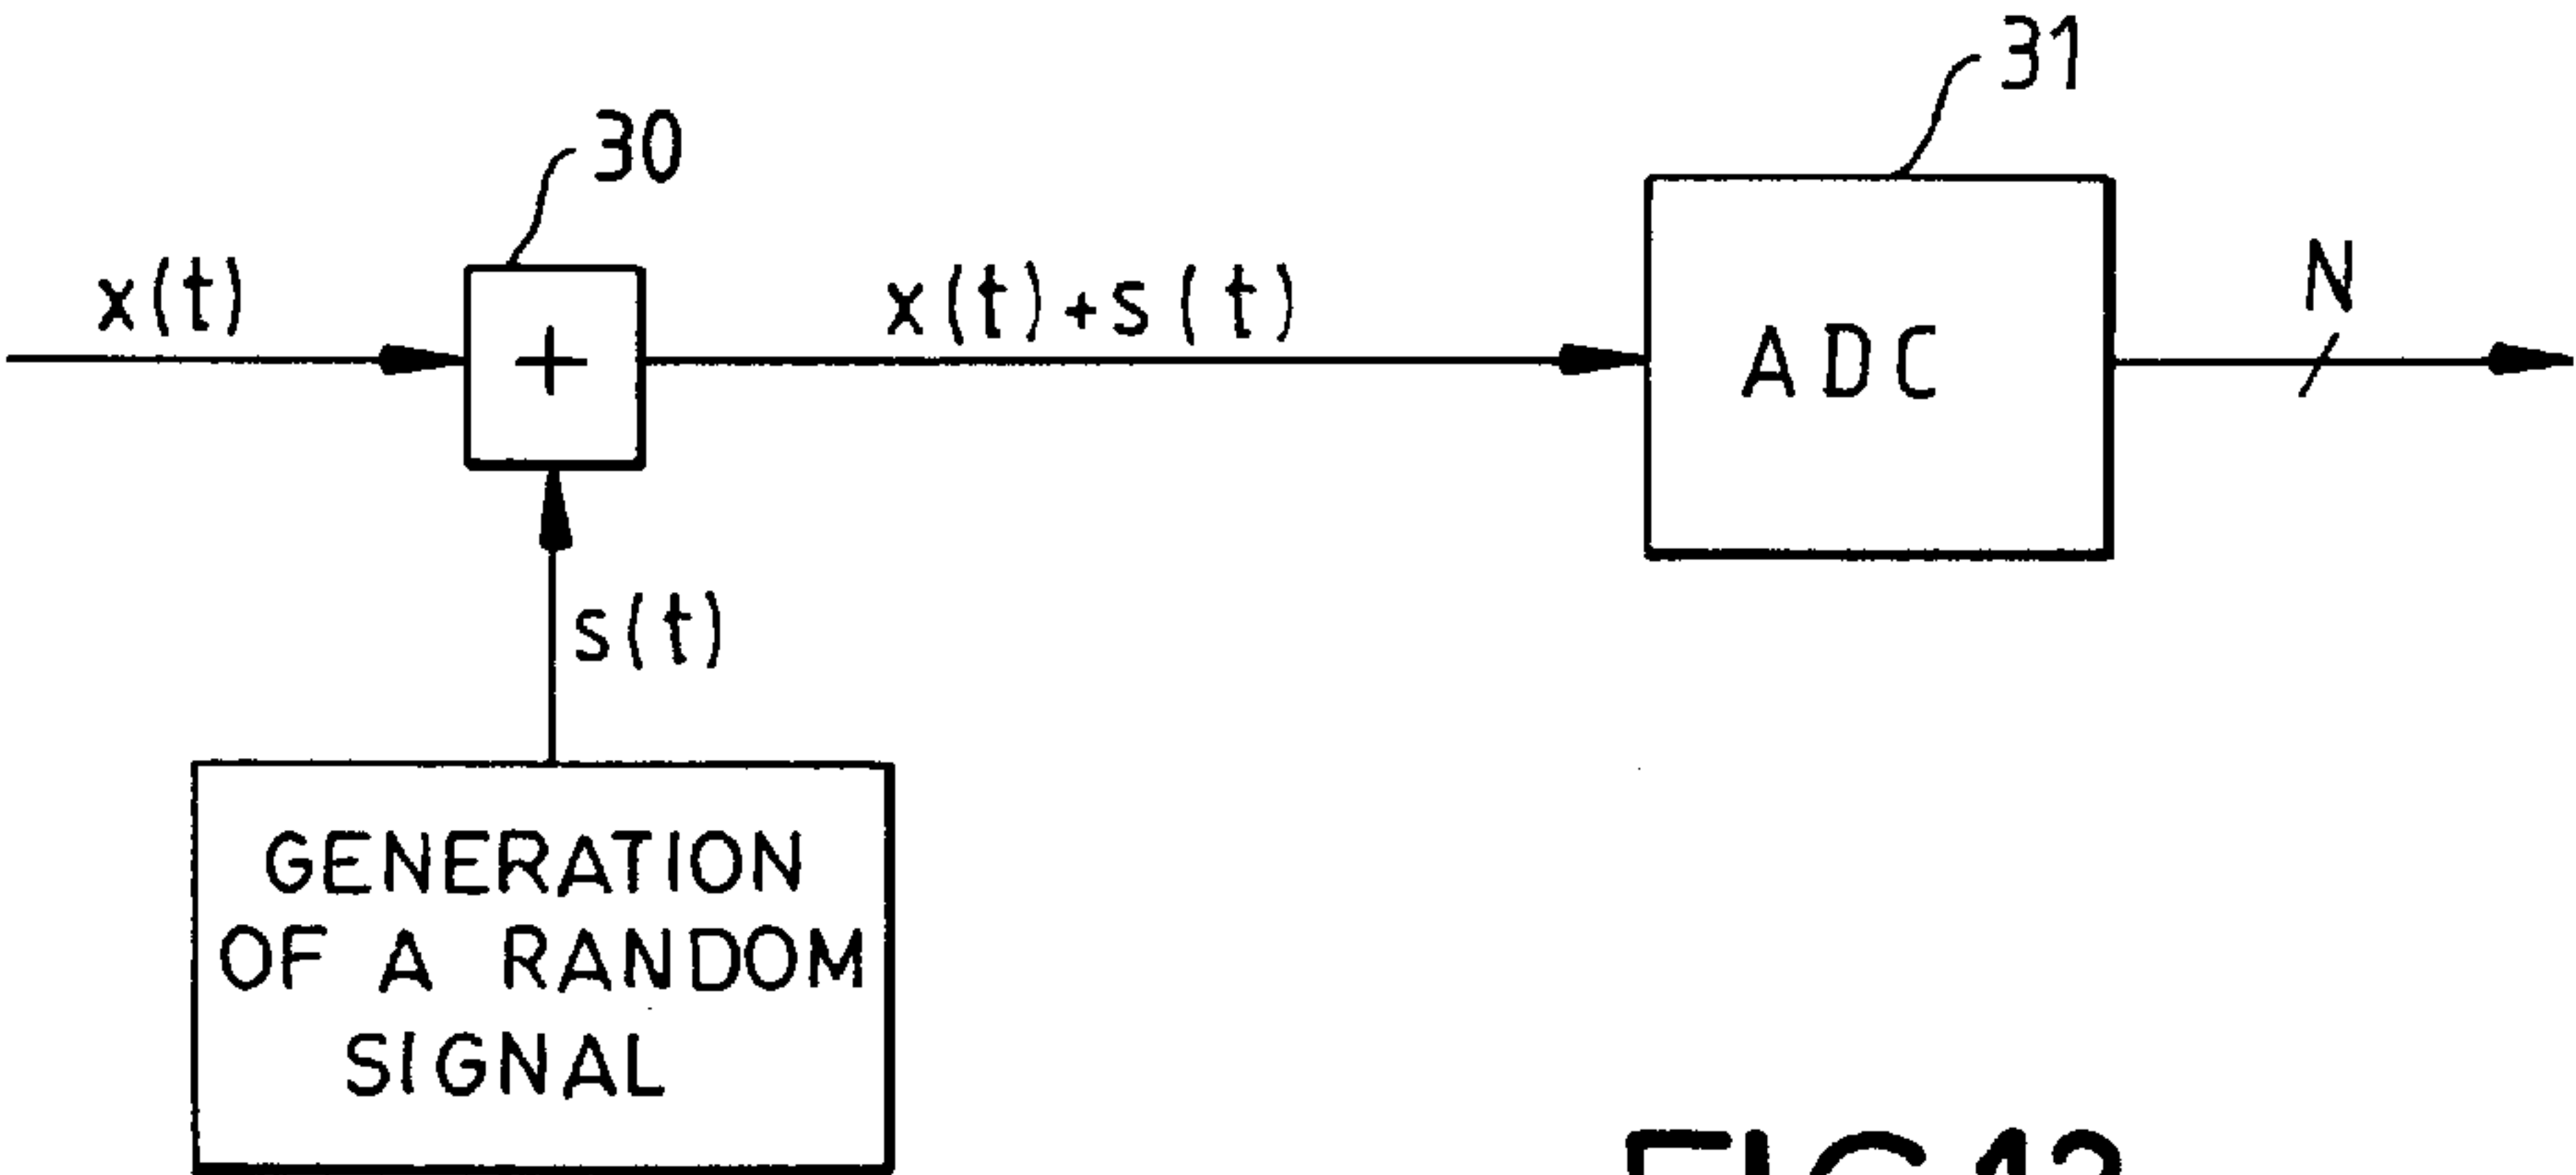 31
30
x(t)
x(t)+s(t)
ADC
N
s(t)
GENERATION
OF A RANDOM
SIGNAL